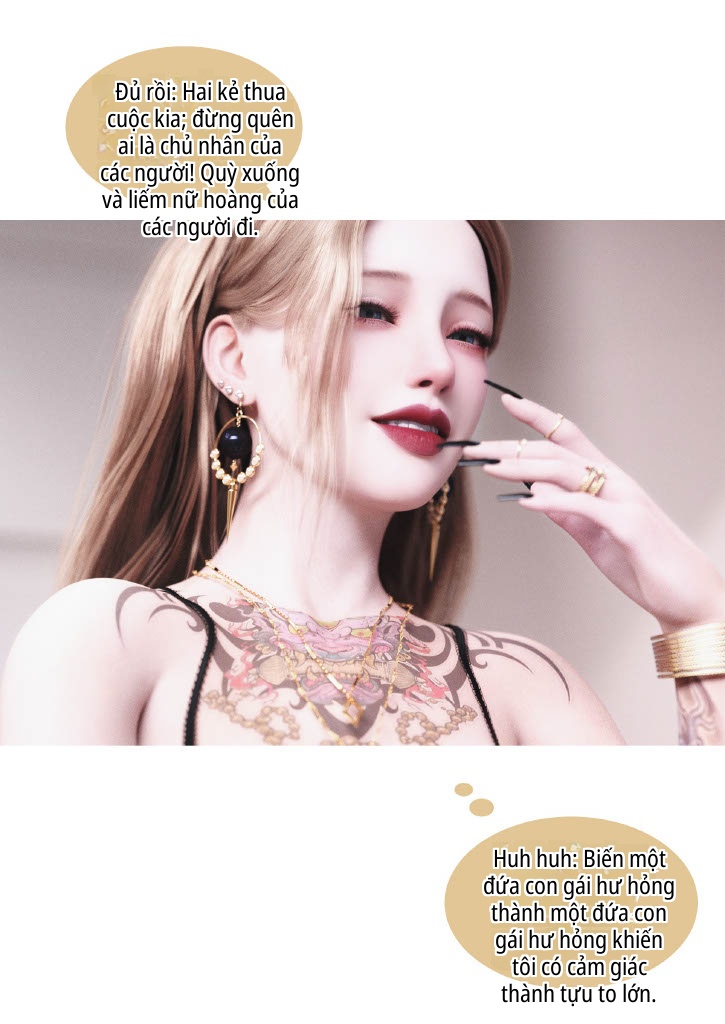 Đủ rồi: Hai kẻ thua
cuộc kia; đừng quên
ai là chủ nhân của
các người! Quỳ xuống
và liếm nữ hoàng của
các người đi.
Huh huh: Biến một
đứa con gái hư hỏng
thành một đứa con
gái hư hỏng khiến
tôi có cảm giác
thành tựu to lớn.